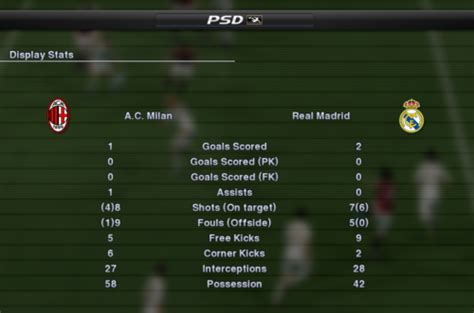 PSD
Display Stats
A.C. Milan Real Madrid
1 Goals Scored 2
0 Goals Scored (PK) 0
0 Goals Scored (FK) 0
1 Assists 0
(4)8 Shots (On target) 7(6)
(1)9 Fouls (Offside) 5(0)
5 Free Kicks 9
6 Corner Kicks 2
27 Interceptions 28
58 Possession 42